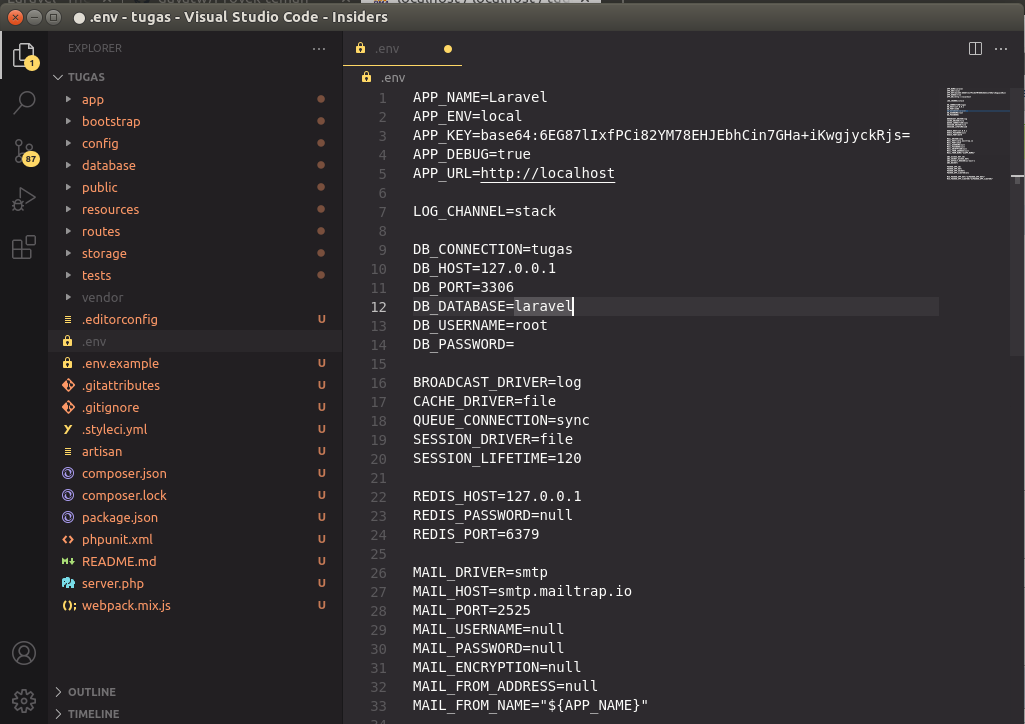 .env - tugas - Visual Studio Code - Insiders
EXPLORER
TUGAS
app
bootstrap
config
database
public
resources
routes
storage
tests
vendor
.editorconfig U
.env
.env.example U
.gitattributes U
.gitignore U
.styleci.yml U
artisan U
composer.json U
composer.lock U
package.json U
phpunit.xml U
README.md U
server.php U
webpack.mix.js U
OUTLINE
TIMELINE
1
87
.env
.env
1 APP_NAME=Laravel
2 APP_ENV=local
3 APP_KEY=base64:6EG87lIxfPCi82YM78EHJEbhCin7GHa+iKwgjyckRjs=
4 APP_DEBUG=true
5 APP_URL=http://localhost
6
7 LOG_CHANNEL=stack
8
9 DB_CONNECTION=tugas
10 DB_HOST=127.0.0.1
11 DB_PORT=3306
12 DB_DATABASE=laravel
13 DB_USERNAME=root
14 DB_PASSWORD=
15
16 BROADCAST_DRIVER=log
17 CACHE_DRIVER=file
18 QUEUE_CONNECTION=sync
19 SESSION_DRIVER=file
20 SESSION_LIFETIME=120
21
22 REDIS_HOST=127.0.0.1
23 REDIS_PASSWORD=null
24 REDIS_PORT=6379
25
26 MAIL_DRIVER=smtp
27 MAIL_HOST=smtp.mailtrap.io
28 MAIL_PORT=2525
29 MAIL_USERNAME=null
30 MAIL_PASSWORD=null
31 MAIL_ENCRYPTION=null
32 MAIL_FROM_ADDRESS=null
33 MAIL_FROM_NAME="${APP_NAME}"